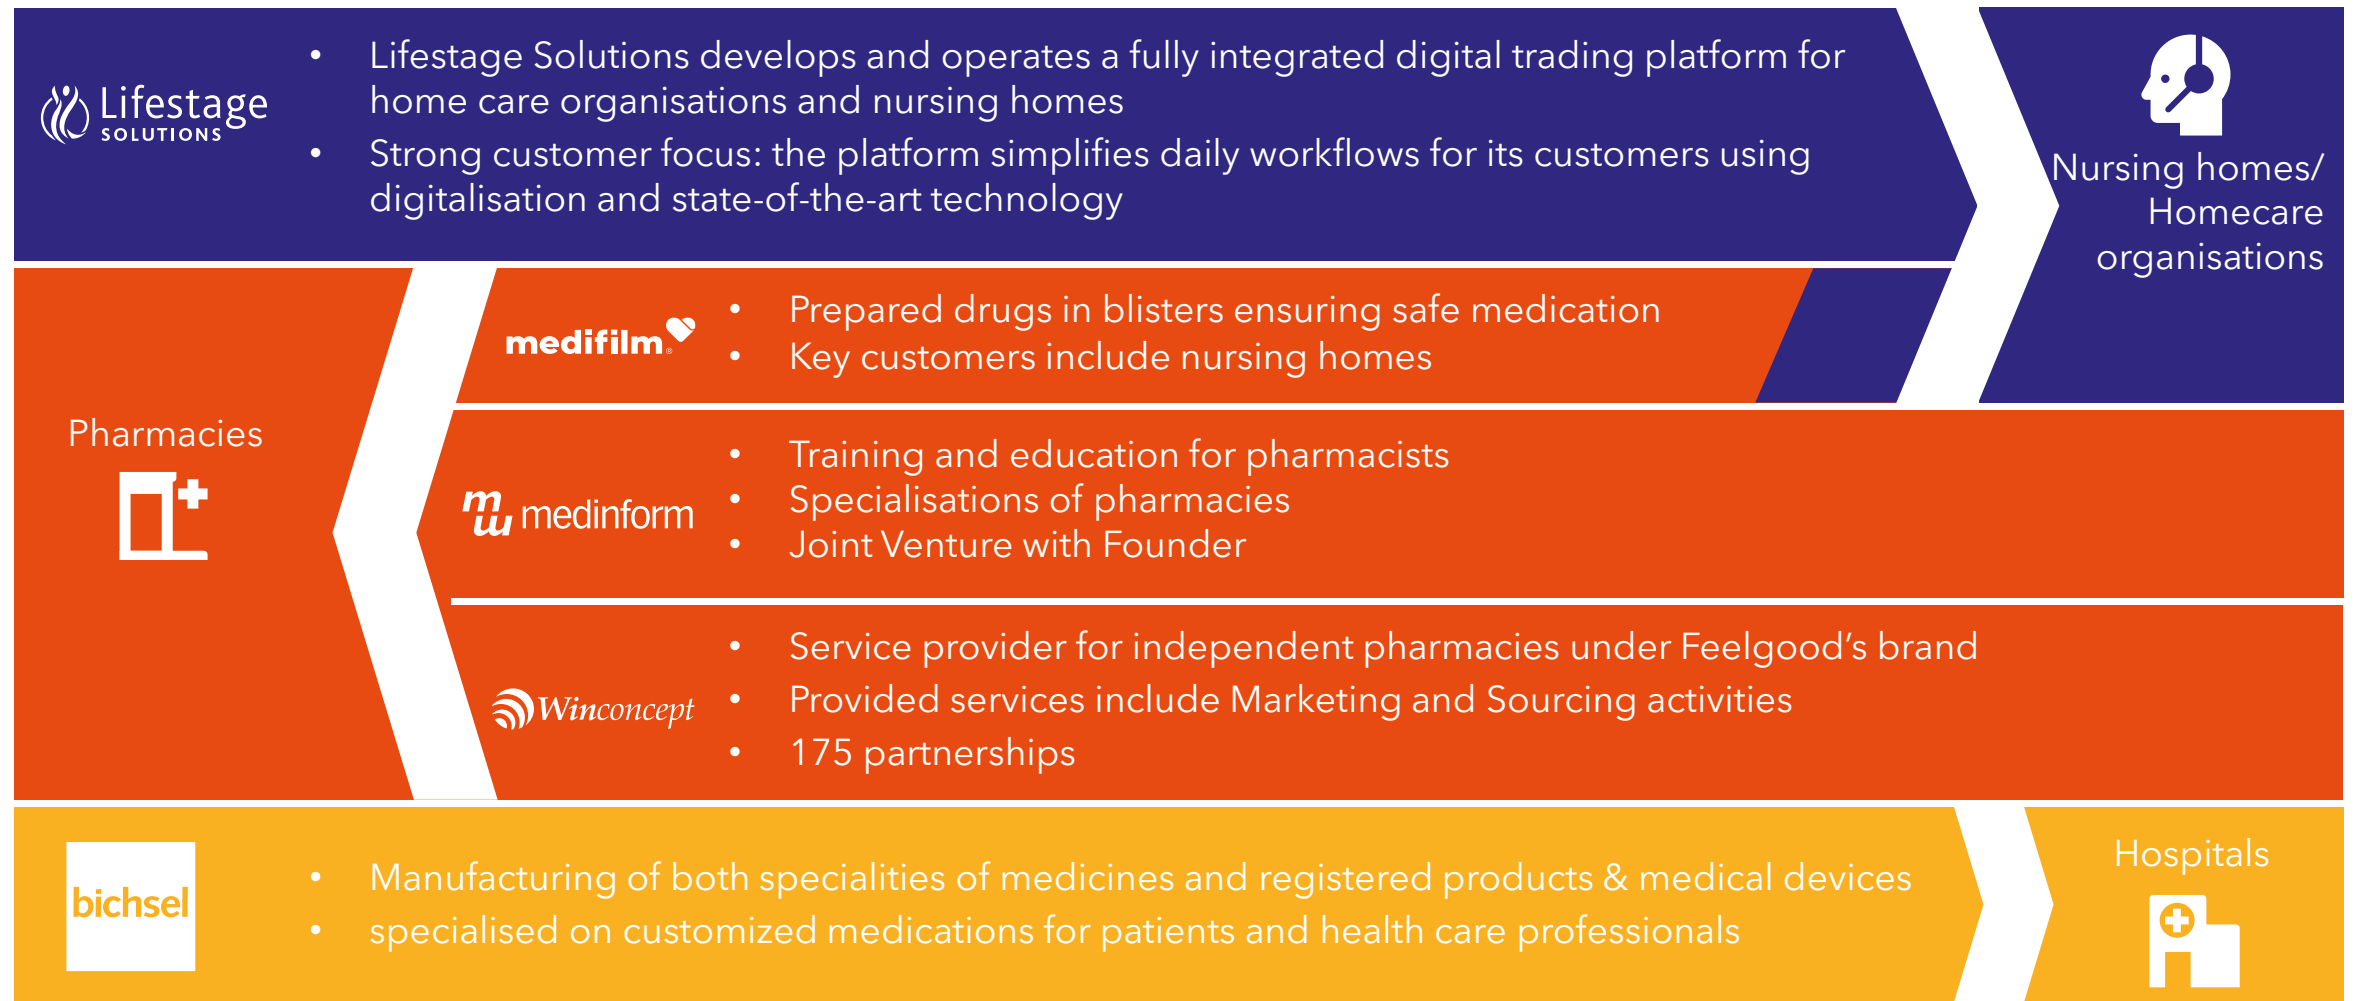 Lifestage
SOLUTIONS
• Lifestage Solutions develops and operates a fully integrated digital trading platform for
home care organisations and nursing homes
• Strong customer focus: the platform simplifies daily workflows for its customers using
digitalisation and state-of-the-art technology
Nursing homes/
Homecare
organisations
Pharmacies
medifilm®
• Prepared drugs in blisters ensuring safe medication
• Key customers include nursing homes
medinform
• Training and education for pharmacists
• Specialisations of pharmacies
• Joint Venture with Founder
Winconcept
• Service provider for independent pharmacies under Feelgood’s brand
• Provided services include Marketing and Sourcing activities
• 175 partnerships
bichsel
• Manufacturing of both specialities of medicines and registered products & medical devices
• specialised on customized medications for patients and health care professionals
Hospitals